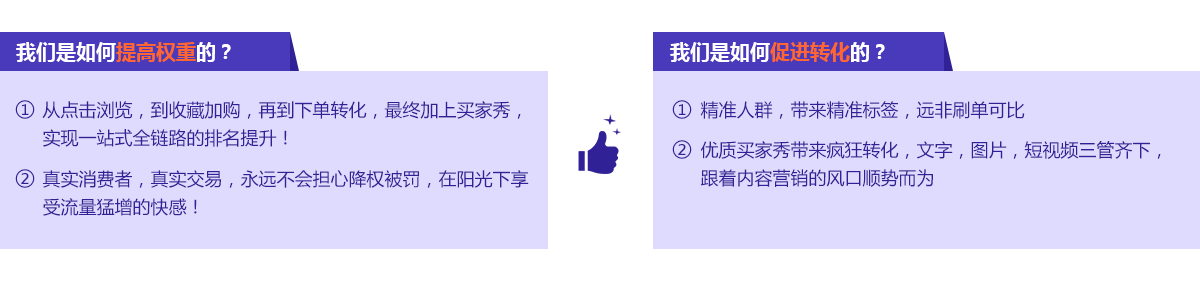 我们是如何提高权重的？
① 从点击浏览，到收藏加购，再到下单转化，最终加上买家秀，
实现一站式全链路的排名提升！
② 真实消费者，真实交易，永远不会担心降权被罚，在阳光下享
受流量猛增的快感！
我们是如何促进转化的？
① 精准人群，带来精准标签，远非刷单可比
② 优质买家秀带来疯狂转化，文字，图片，短视频三管齐下，
跟着内容营销的风口顺势而为